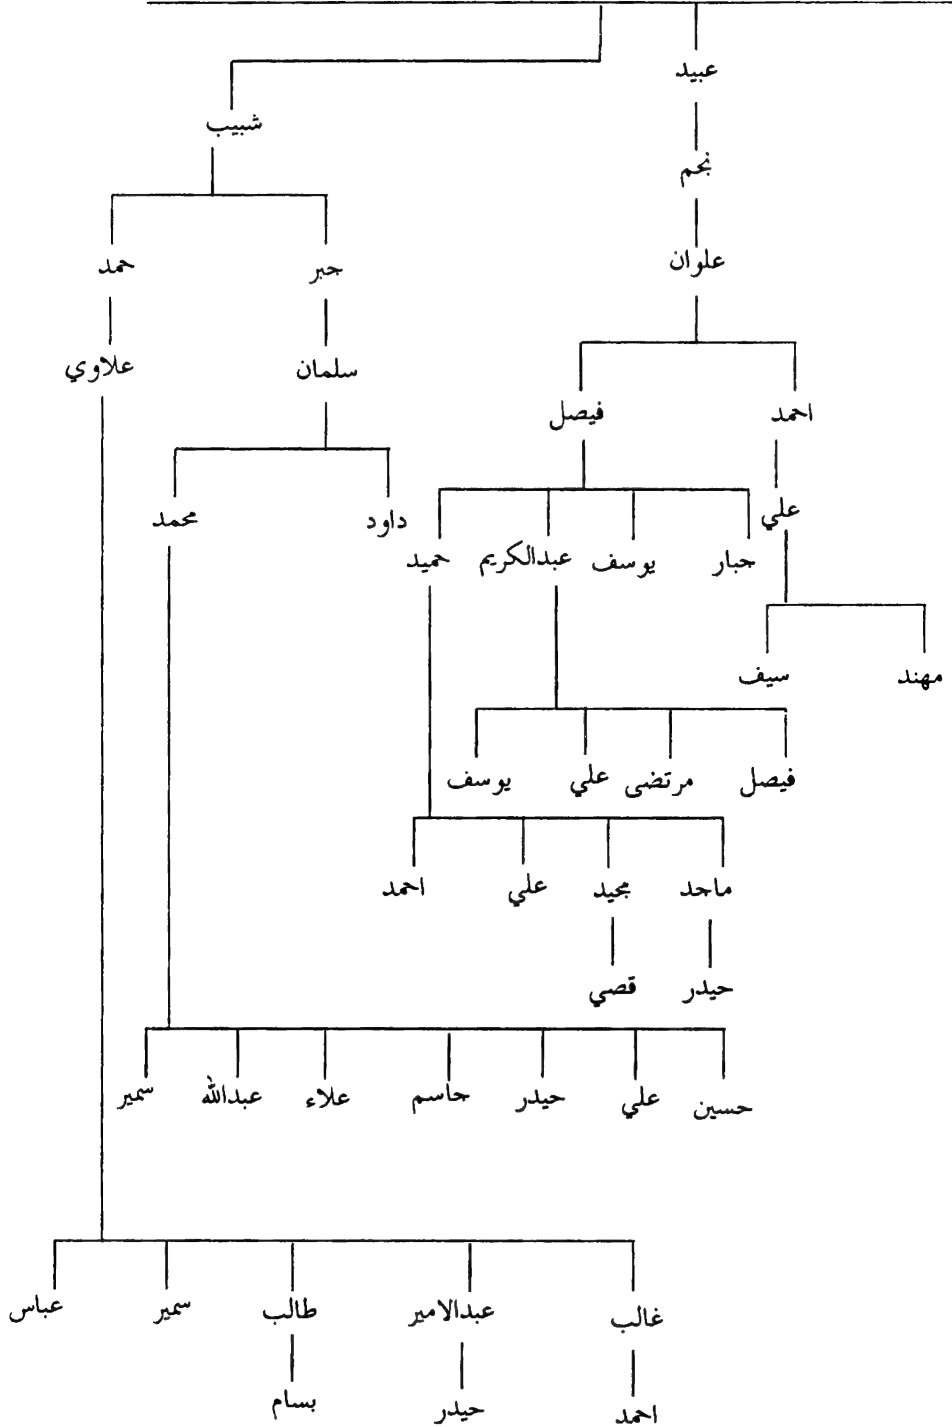 عبيد
شبيب
نجم
علوان
جبر
حمد
سلمان
علاوي
احمد
فيصل
علي
داود
محمد
جبار
يوسف
عبدالكريم
حميد
مهند
سيف
فيصل
مرتضى
علي
يوسف
ماجد
مجيد
علي
احمد
حيدر
قصي
حسين
علي
حيدر
جاسم
علاء
عبدالله
سمير
غالب
عبدالامير
طالب
سمير
عباس
احمد
حيدر
بسام